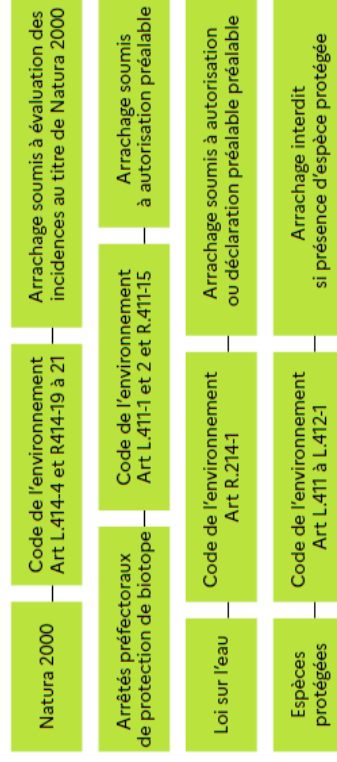 Natura 2000
Code de l'environnement
Art L.414-4 et R414-19 à 21
Arrachage soumis à évaluation des
incidences au titre de Natura 2000
Arrêtés préfectoraux
de protection de biotope
Code de l'environnement
Art L.411-1 et 2 et R.411-15
Arrachage soumis
à autorisation préalable
Loi sur l'eau
Code de l'environnement
Art R.214-1
Arrachage soumis à autorisation
ou déclaration préalable préalable
Espèces
protégées
Code de l'environnement
Art L.411 à L.412-1
Arrachage interdit
si présence d'espèce protégée